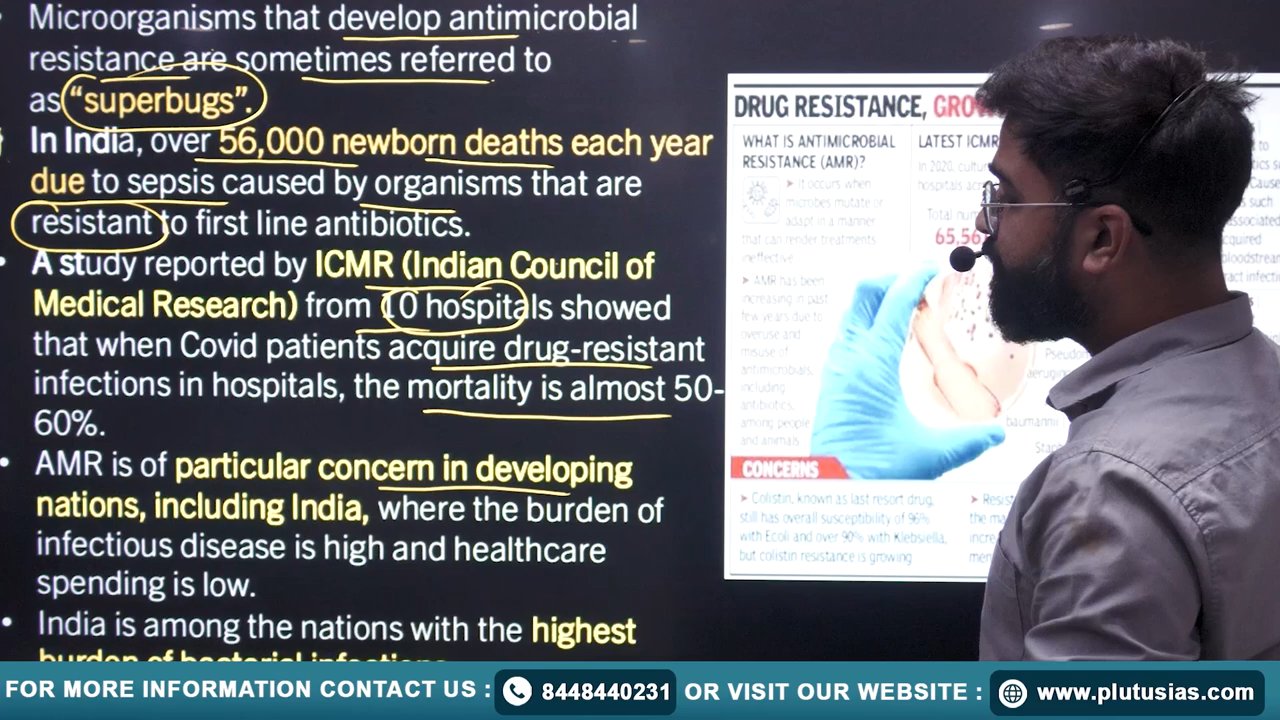 Microorganisms that develop antimicrobial
resistance are sometimes referred to
as "superbugs".
In India, over 56,000 newborn deaths each year
due to sepsis caused by organisms that are
resistant to first line antibiotics.
• A study reported by ICMR (Indian Council of
Medical Research) from 10 hospitals showed
that when Covid patients acquire drug-resistant
infections in hospitals, the mortality is almost 50-
60%.
• AMR is of particular concern in developing
nations, including India, where the burden of
infectious disease is high and healthcare
spending is low.
• India is among the nations with the highest
burden of bacterial infections.
DRUG RESISTANCE,
WHAT IS ANTIMICROBIAL
RESISTANCE (AMR)?
➤ It occurs when
microbes mutate or
adapt in a manner
that can render treatments
ineffective.
➤ AMR has been
increasing in past
few years due to
overuse and
misuse of
antimicrobials,
including
antibiotics,
among people
and animals
LATEST ICMR
In 2020,
hospitals
Total
CONCERNS
➤ Colistin, known as last resort drug,
still has overall susceptibility of 96%
with Ecoli and over 90% with Klebsiella,
but colistin resistance is growing
FOR MORE INFORMATION CONTACT US : 8448440231 OR VISIT OUR WEBSITE : www.plutusias.com